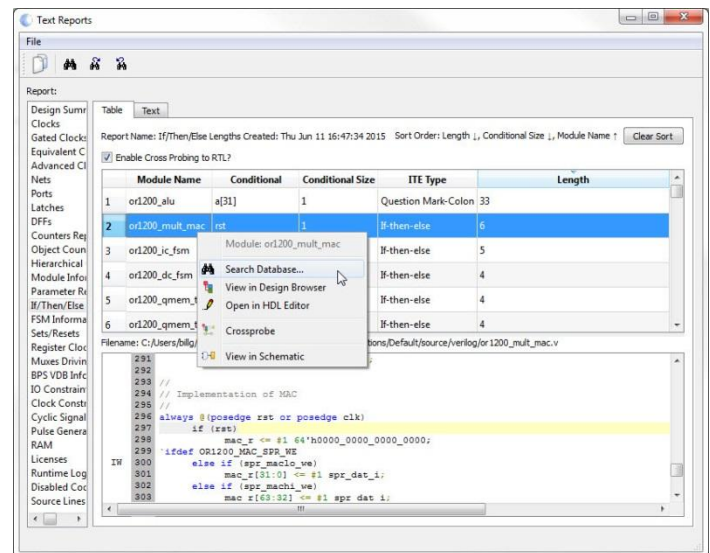 Text Reports
File
Report:
Design Summ
Clocks
Gated Clock
Equivalent C
Advanced Cl
Nets
Ports
Latches
DFFs
Counters Rep
Object Coun
Hierarchical
Module Infor
Parameter Re
If/Then/Else
FSM Informa
Sets/Resets
Register Cloc
Muxes Drivin
BPS VDB Info
IO Constrain
Clock Constr
Cyclic Signal
Pulse Genera
RAM
Licenses
Runtime Log
Disabled Coc
Source Lines
Table Text
Report Name: If/Then/Else Lengths Created: Thu Jun 11 16:47:34 2015 Sort Order: Length ↓, Conditional Size ↓, Module Name ↑ Clear Sort
Enable Cross Probing to RTL?
Module Name Conditional Conditional Size ITE Type Length
1 or1200_alu a[31] 1 Question Mark-Colon 33
2 or1200_mult_mac rst 1 If-then-else 6
3 or1200_ic_fsm If-then-else 5
4 or1200_dc_fsm If-then-else 4
5 or1200_qmem_t If-then-else 4
6 or1200_qmem_t If-then-else 4
Module: or1200_mult_mac
Search Database...
View in Design Browser
Open in HDL Editor
Crossprobe
View in Schematic
Filename: C:/Users/billg/ tions/Default/source/verilog/or1200_mult_mac.v
291
292
293 //
294 // Implementation of MAC
295 //
296 always @(posedge rst or posedge clk)
297 if (rst)
298 mac_r <= #1 64'h0000_0000_0000_0000;
299 `ifdef OR1200_MAC_SPR_WE
IW 300 else if (spr_maclo_we)
301 mac_r[31:0] <= #1 spr_dat_i;
302 else if (spr_machi_we)
303 mac_r[63:32] <= #1 spr_dat_i;